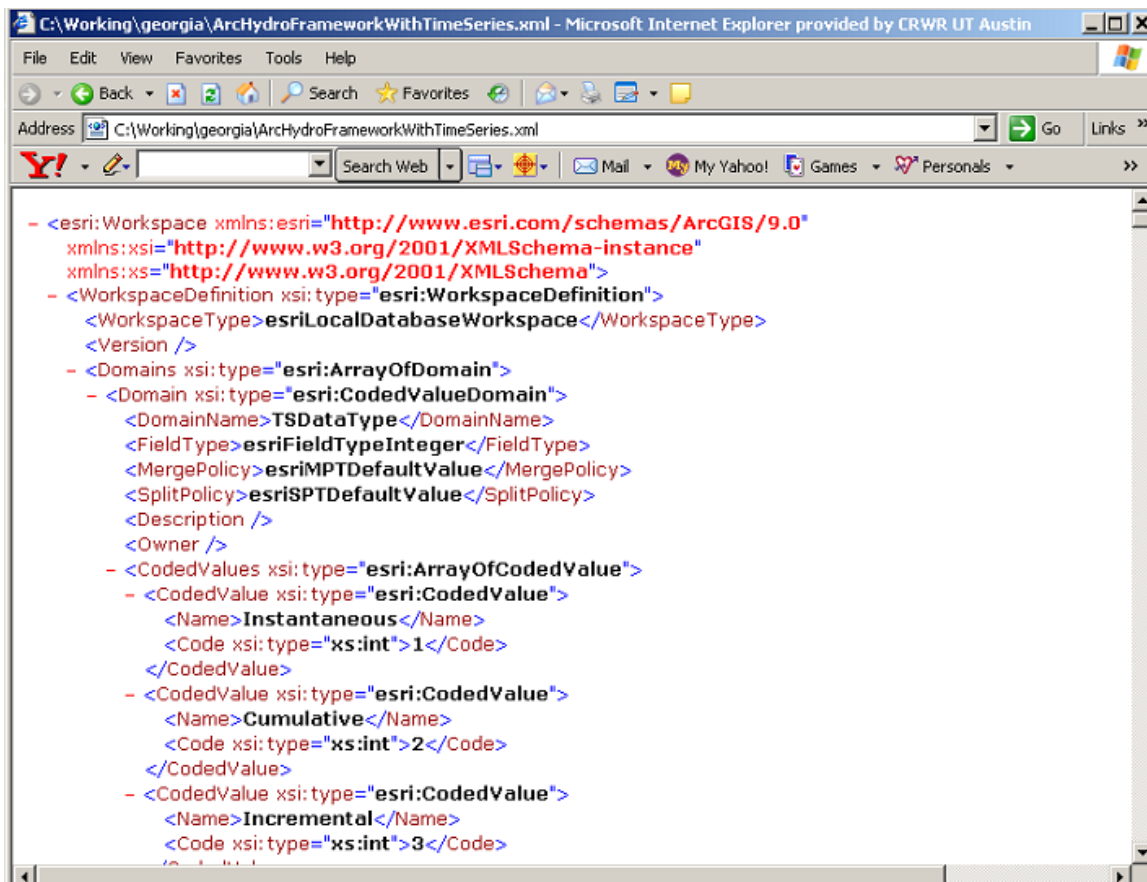 C:\Working\georgia\ArcHydroFrameworkWithTimeSeries.xml - Microsoft Internet Explorer provided by CRWR UT Austin
File Edit View Favorites Tools Help
Back Search Favorites
Address C:\Working\georgia\ArcHydroFrameworkWithTimeSeries.xml Go Links »
Y! Search Web Mail My My Yahoo! Games Personals »
- <esri:Workspace xmlns:esri="http://www.esri.com/schemas/ArcGIS/9.0"
xmlns:xsi="http://www.w3.org/2001/XMLSchema-instance"
xmlns:xs="http://www.w3.org/2001/XMLSchema">
- <WorkspaceDefinition xsi:type="esri:WorkspaceDefinition">
<WorkspaceType>esriLocalDatabaseWorkspace</WorkspaceType>
<Version />
- <Domains xsi:type="esri:ArrayOfDomain">
- <Domain xsi:type="esri:CodedValueDomain">
<DomainName>TSDataType</DomainName>
<FieldType>esriFieldTypeInteger</FieldType>
<MergePolicy>esriMPTDefaultValue</MergePolicy>
<SplitPolicy>esriSPTDefaultValue</SplitPolicy>
<Description />
<Owner />
- <CodedValues xsi:type="esri:ArrayOfCodedValue">
- <CodedValue xsi:type="esri:CodedValue">
<Name>Instantaneous</Name>
<Code xsi:type="xs:int">1</Code>
</CodedValue>
- <CodedValue xsi:type="esri:CodedValue">
<Name>Cumulative</Name>
<Code xsi:type="xs:int">2</Code>
</CodedValue>
- <CodedValue xsi:type="esri:CodedValue">
<Name>Incremental</Name>
<Code xsi:type="xs:int">3</Code>